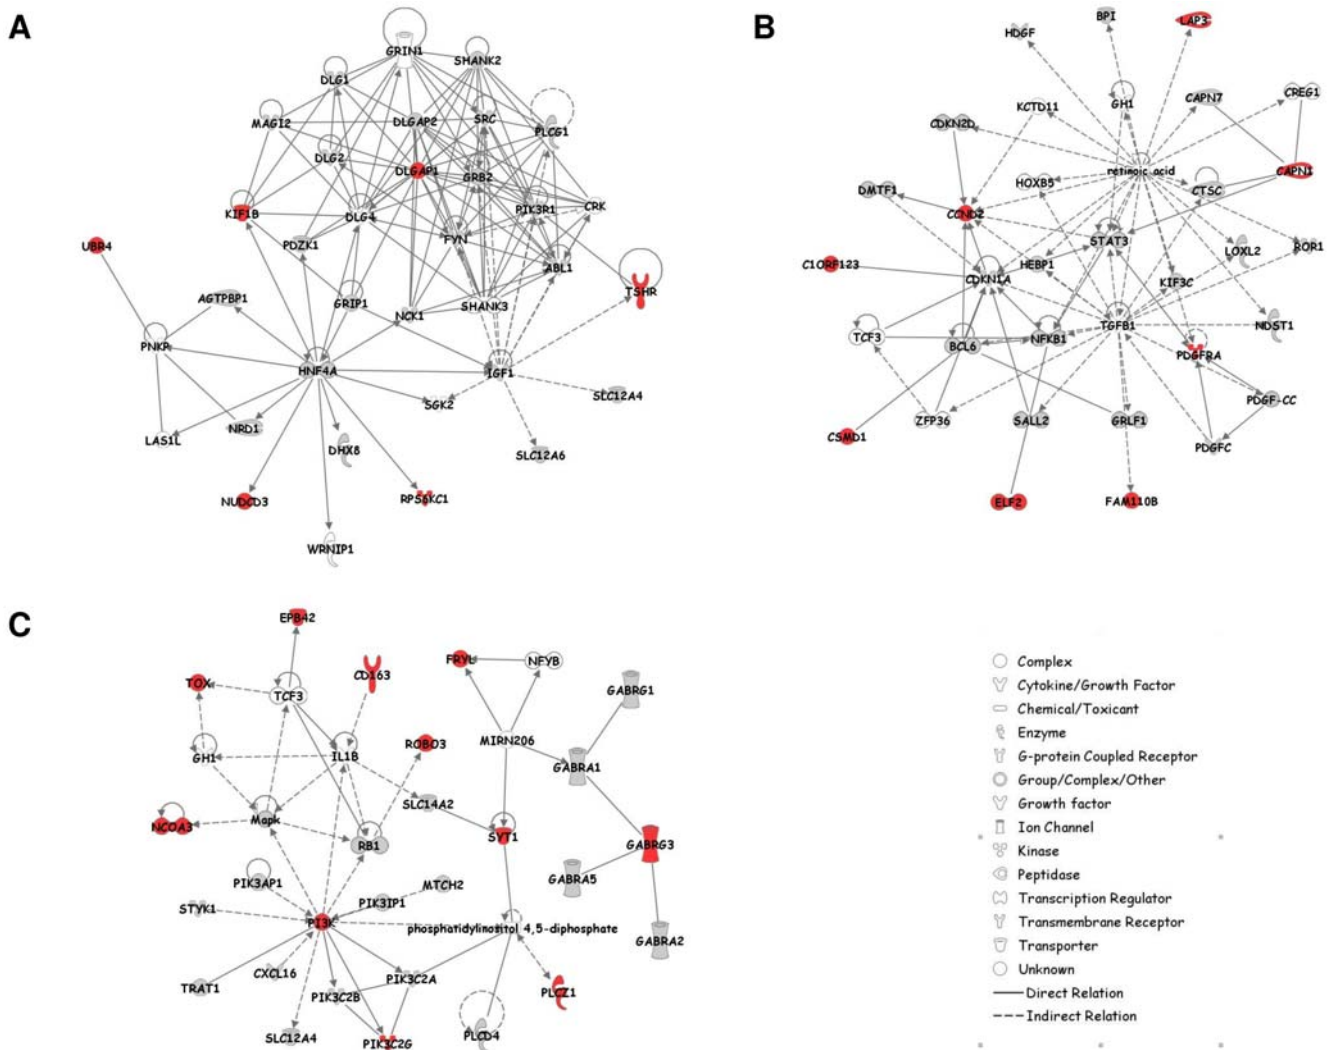 A
GRIN1
SHANK2
DLG1
MAGI2
DLGAP2
SRC
PLCG1
DLG2
DLGAP1
GRB2
KIF1B
DLG4
PIK3R1
CRK
UBR4
PDZK1
FYN
ABL1
TSHR
AGTPBP1
GRIP1
NCK1
SHANK3
PNKP
HNF4A
IGF1
SGK2
SLC12A4
LAS1L
NRD1
DHX8
SLC12A6
NUDCD3
RPS6KC1
WRNIP1
B
BPI
LAP3
HDGF
KCTD11
GH1
CAPN7
CREG1
CDKN2D
retinoic acid
CAPN1
DMTF1
HOXB5
CTSC
CCND2
STAT3
LOXL2
ROR1
C1ORF123
CDKN1A
HEBP1
KIF3C
TCF3
BCL6
NFKB1
TGFB1
PDGFRA
NDST1
ZFP36
SALL2
GRLF1
PDGF-CC
CSMD1
PDGFC
ELF2
FAM110B
C
EPB42
TOX
TCF3
CD163
FRYL
NFYB
GABRG1
GH1
IL1B
ROBO3
MIRN206
GABRA1
NCOA3
Mapk
SLC14A2
RB1
SYT1
GABRG3
PIK3AP1
MTCH2
GABRA5
STYK1
PI3K
PIK3IP1
phosphatidylinositol 4,5-diphosphate
GABRA2
TRAT1
CXCL16
PIK3C2A
PIK3C2B
PLCZ1
SLC12A4
PIK3C2G
PLCD4
Complex
Cytokine/Growth Factor
Chemical/Toxicant
Enzyme
G-protein Coupled Receptor
Group/Complex/Other
Growth factor
Ion Channel
Kinase
Peptidase
Transcription Regulator
Transmembrane Receptor
Transporter
Unknown
Direct Relation
Indirect Relation